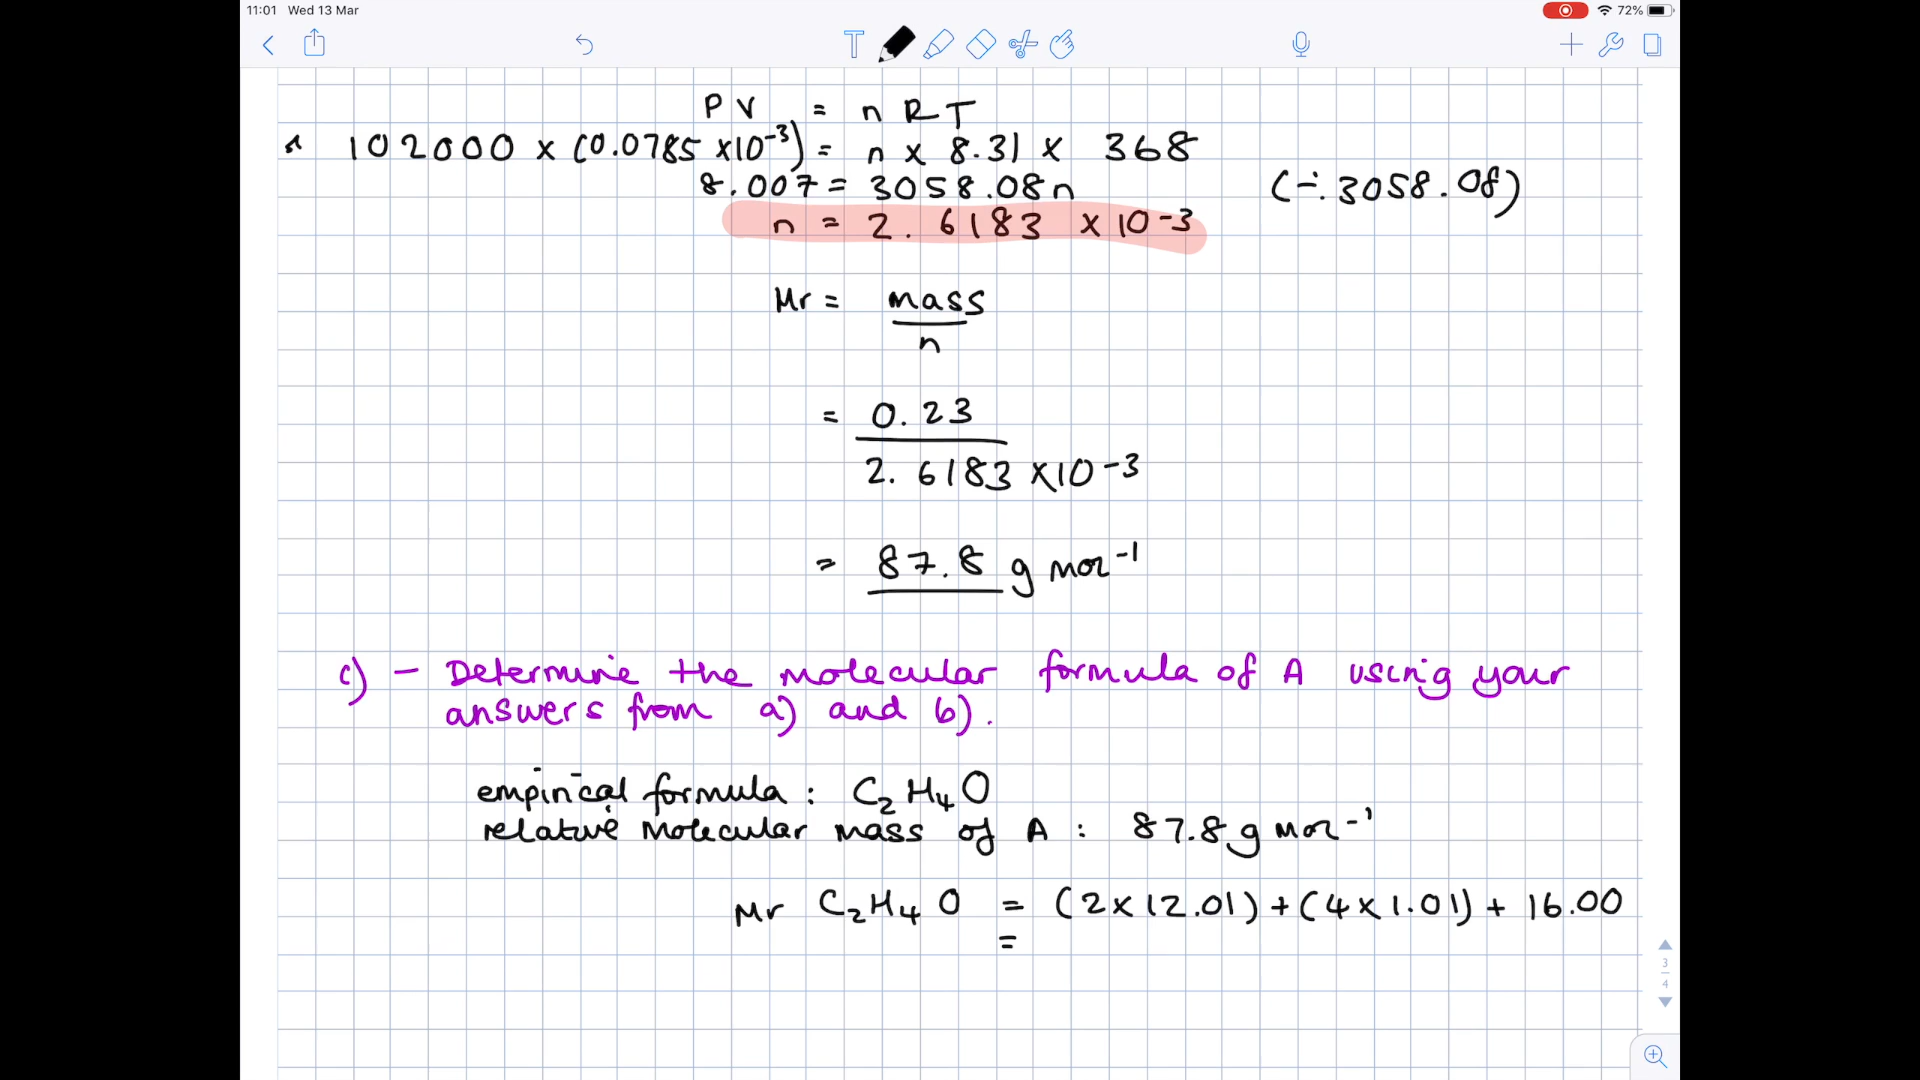 11:01 Wed 13 Mar
72%
PV = nRT
102000 x (0.0785 x10⁻³) = n x 8.31 x 368
8.007 = 3058.08n (÷3058.08)
n = 2.6183 x 10⁻³
Mr = mass
n
= 0.23
2.6183 x10⁻³
= 87.8 g mol⁻¹
c) - Determine the molecular formula of A using your
answers from a) and b).
empirical formula : C₂H₄O
relative molecular mass of A : 87.8 g mol⁻¹
Mr C₂H₄O = (2x12.01)+(4x1.01)+ 16.00
=
3
4